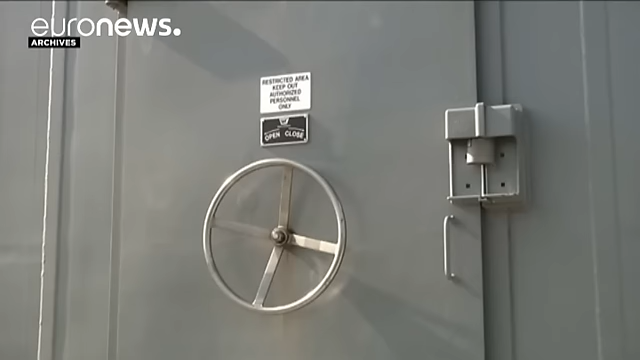 euronews.
ARCHIVES
RESTRICTED AREA
KEEP OUT
AUTHORIZED
PERSONNEL
ONLY
OPEN CLOSE